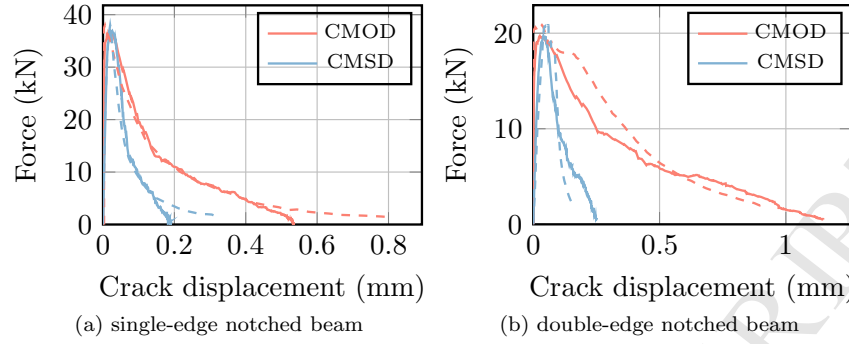 40
30
20
10
0
Force (kN)
CMOD
CMSD
0
0.2
0.4
0.6
0.8
Crack displacement (mm)
(a) single-edge notched beam
20
10
0
Force (kN)
CMOD
CMSD
0
0.5
1
Crack displacement (mm)
(b) double-edge notched beam